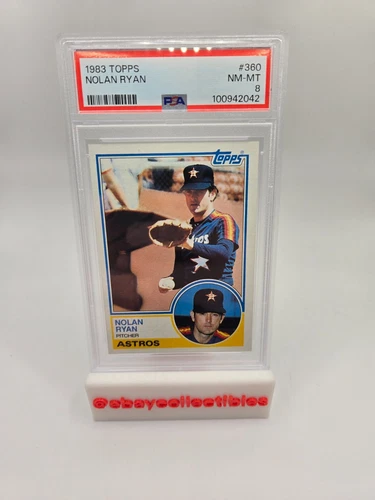 1983 TOPPS #360
NOLAN RYAN NM-MT
8
PSA 100942042
Topps
NOLAN
RYAN
PITCHER
ASTROS
@ebaycollectibles